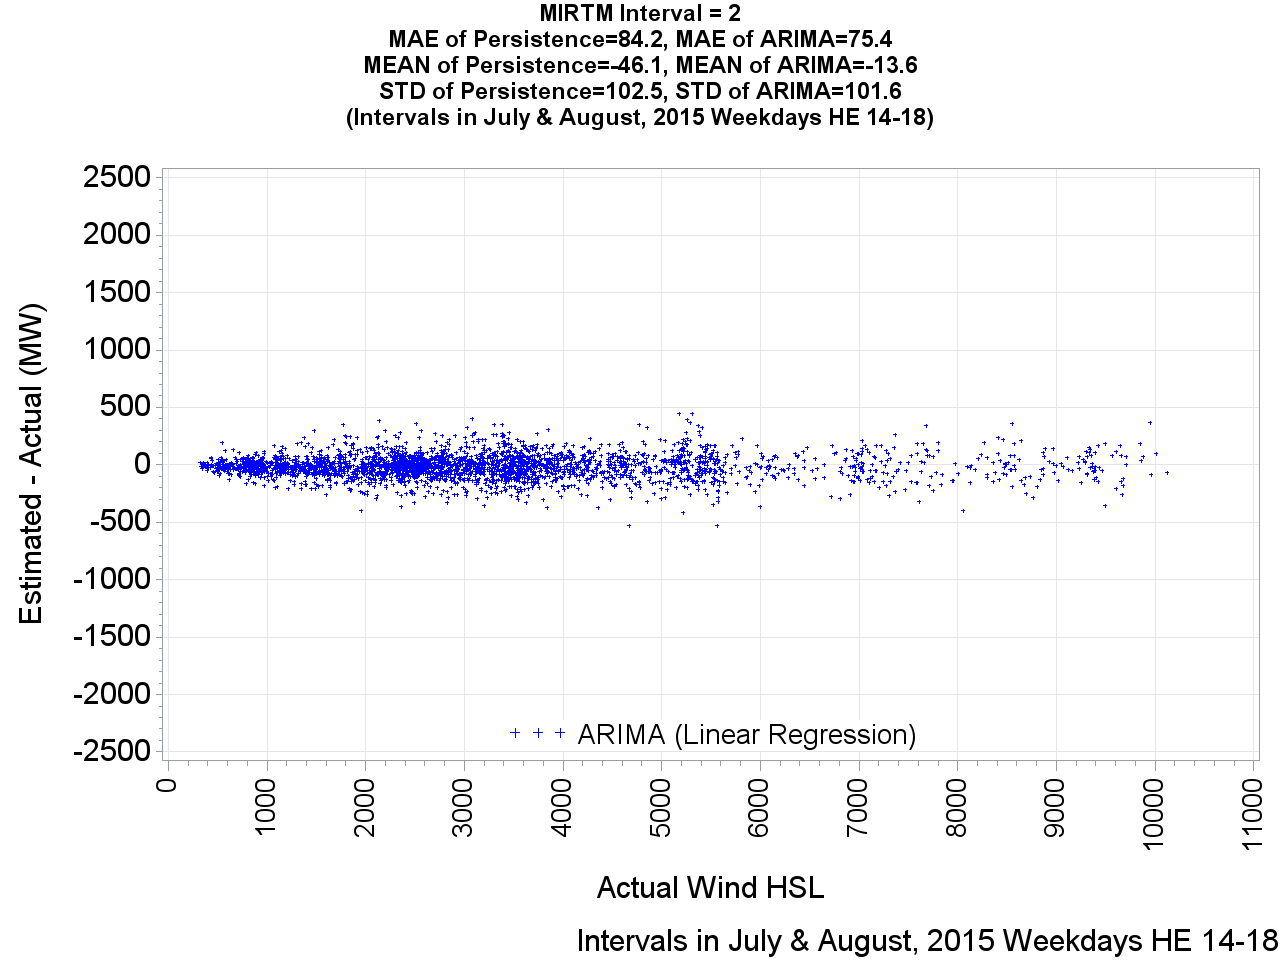 MIRTM Interval = 2
MAE of Persistence=84.2, MAE of ARIMA=75.4
MEAN of Persistence=-46.1, MEAN of ARIMA=-13.6
STD of Persistence=102.5, STD of ARIMA=101.6
(Intervals in July & August, 2015 Weekdays HE 14-18)
Estimated - Actual (MW)
2500
2000
1500
1000
500
0
-500
-1000
-1500
-2000
-2500
ARIMA (Linear Regression)
0
1000
2000
3000
4000
5000
6000
7000
8000
9000
10000
11000
Actual Wind HSL
Intervals in July & August, 2015 Weekdays HE 14-18